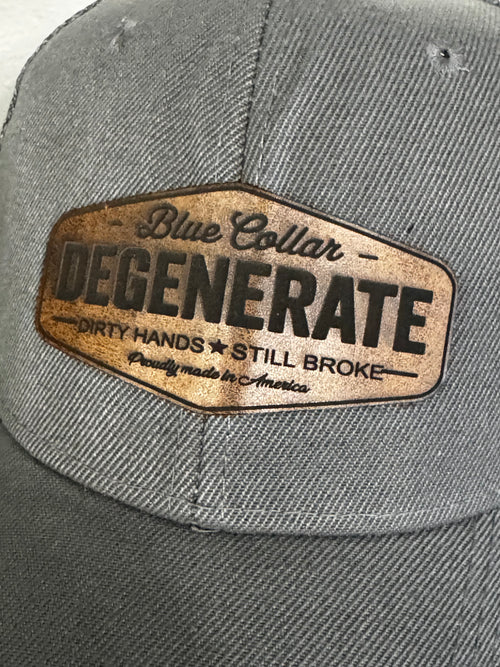 - Blue Collar -
DEGENERATE
DIRTY HANDS ★ STILL BROKE
Proudly made in America